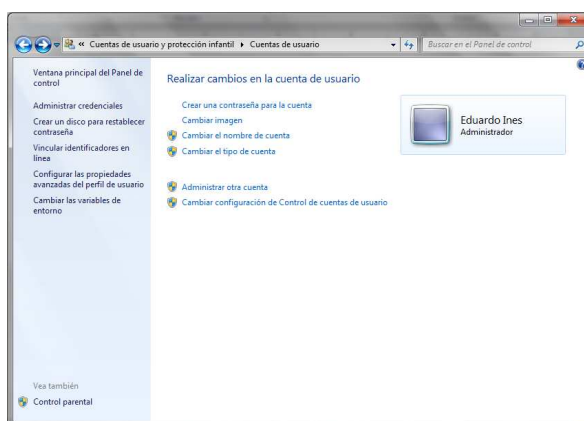 « Cuentas de usuario y protección infantil ▸ Cuentas de usuario
Buscar en el Panel de control
Ventana principal del Panel de
control
Administrar credenciales
Crear un disco para restablecer
contraseña
Vincular identificadores en
línea
Configurar las propiedades
avanzadas del perfil de usuario
Cambiar las variables de
entorno
Vea también
Control parental
Realizar cambios en la cuenta de usuario
Crear una contraseña para la cuenta
Cambiar imagen
Cambiar el nombre de cuenta
Cambiar el tipo de cuenta
Administrar otra cuenta
Cambiar configuración de Control de cuentas de usuario
Eduardo Ines
Administrador